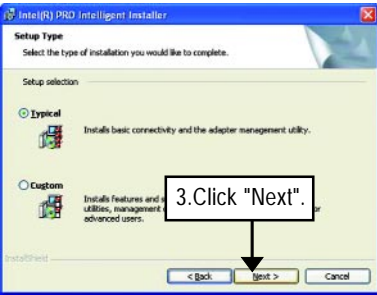 Intel(R) PRO Intelligent Installer
Setup Type
Select the type of installation you would like to complete.
Setup selection
Typical
Installs basic connectivity and the adapter management utility.
Custom
Installs features and
utilities, management
advanced users.
or
3.Click "Next".
InstallShield
< Back
Next >
Cancel